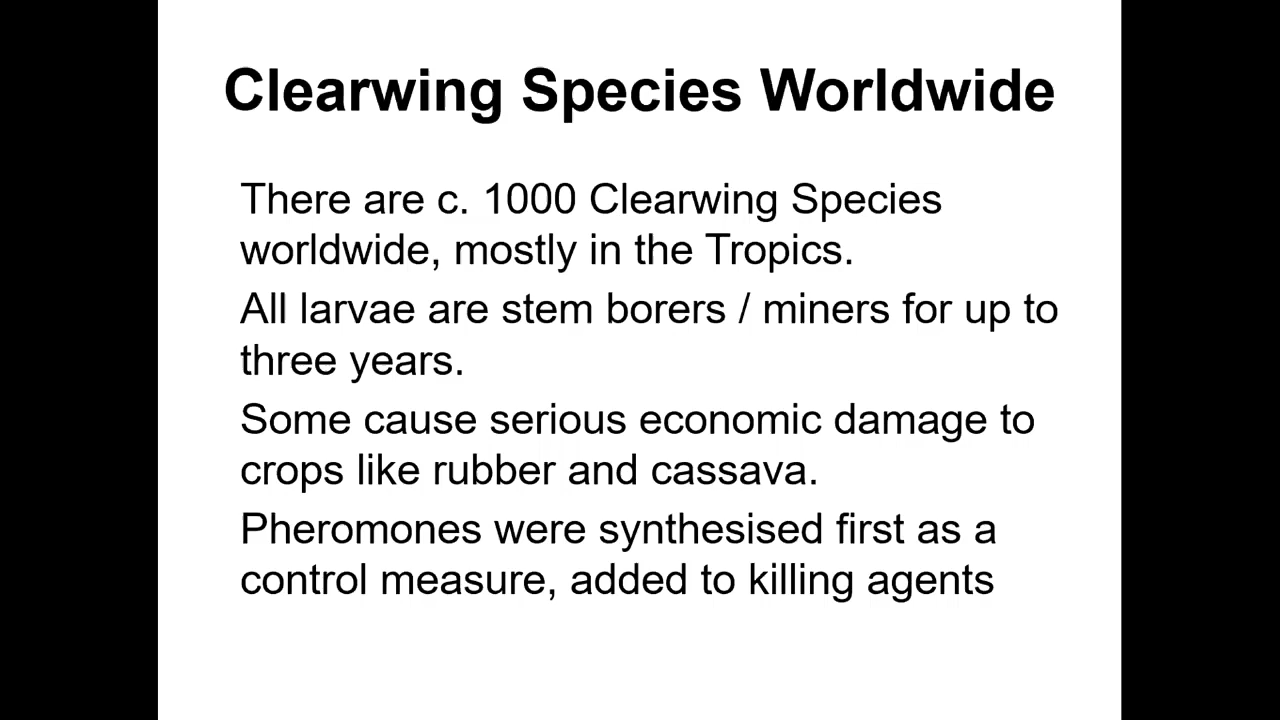 Clearwing Species Worldwide
There are c. 1000 Clearwing Species
worldwide, mostly in the Tropics.
All larvae are stem borers / miners for up to
three years.
Some cause serious economic damage to
crops like rubber and cassava.
Pheromones were synthesised first as a
control measure, added to killing agents